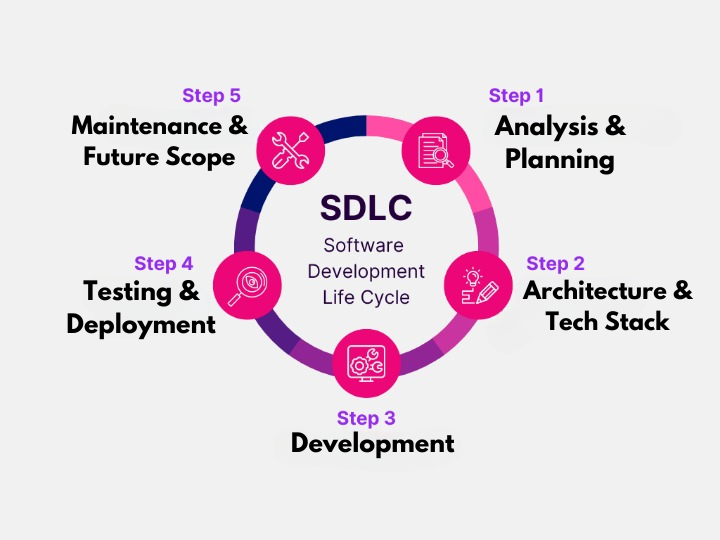 Step 5
Maintenance &
Future Scope
Step 1
Analysis &
Planning
SDLC
Software
Development
Life Cycle
Step 4
Testing &
Deployment
Step 2
Architecture &
Tech Stack
Step 3
Development